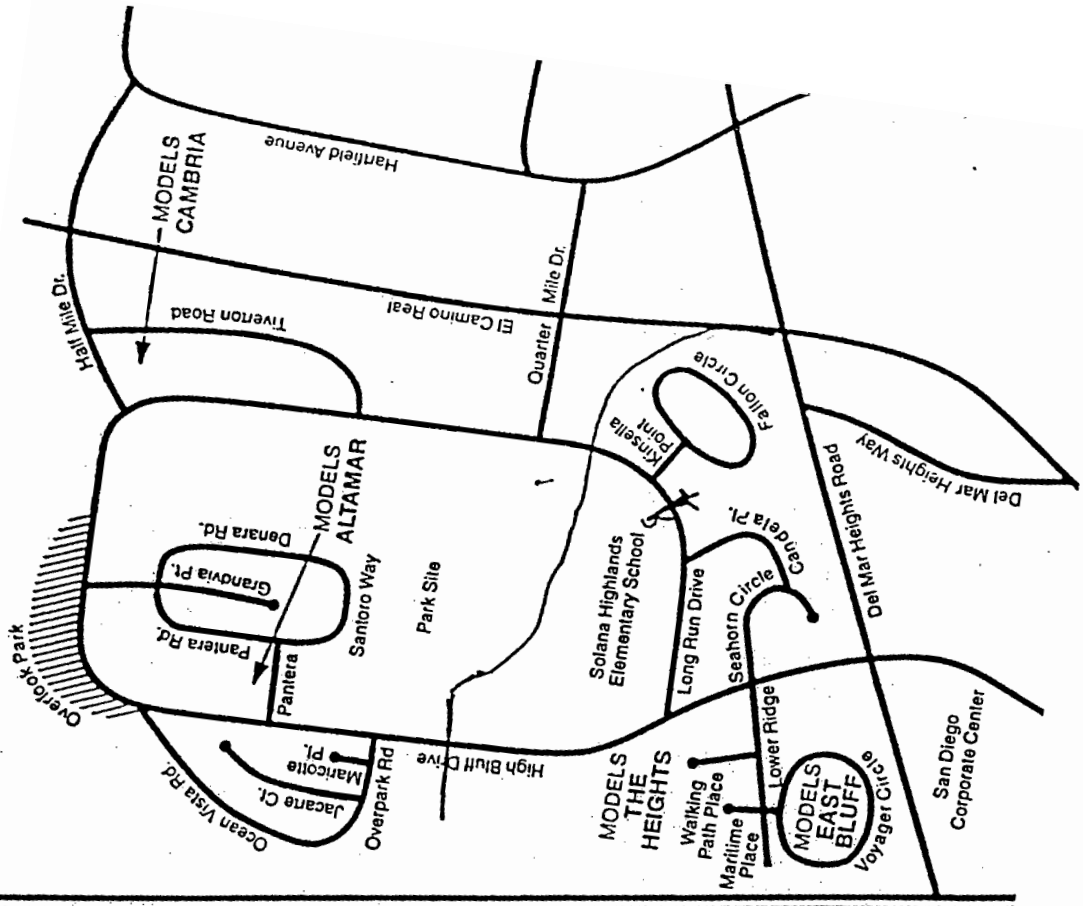 Hartfield Avenue
MODELS
CAMBRIA
Half Mile Dr.
Tiverton Road
El Camino Real
Quarter
Mile Dr.
Kinsella
Point
Fallon Circle
Del Mar Heights Way
Del Mar Heights Road
MODELS
ALTAMAR
Denara Rd.
Grandvia Pt.
Pantera Rd.
Santoro Way
Park Site
Pantera
Overlook Park
Solana Highlands
Elementary School
Long Run Drive
Candela Pl.
Seahorn Circle
Ocean Vista Rd.
Jacarte Ct.
Maricotte
Pl.
Overpark Rd
High Bluff Drive
MODELS
THE
HEIGHTS
Walking
Path Place
Maritime
Place
Lower Ridge
MODELS
EAST
BLUFF
Voyager Circle
San Diego
Corporate Center